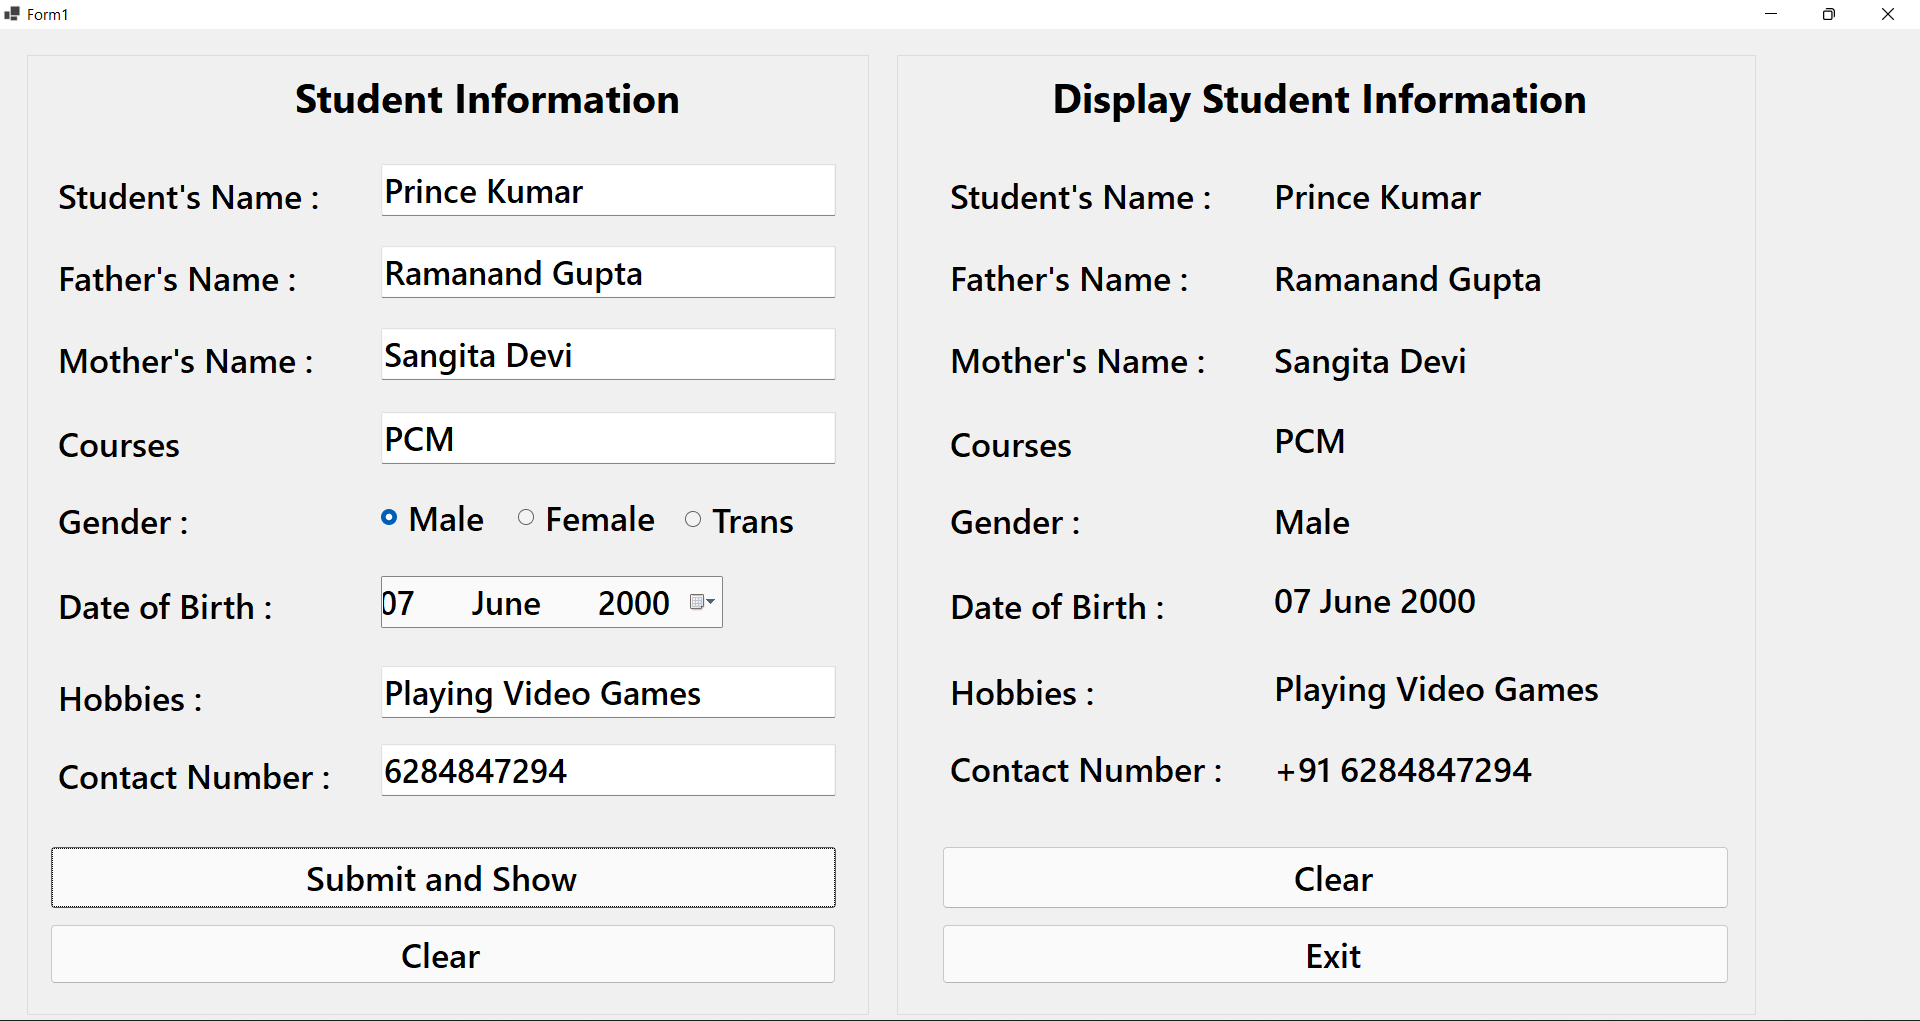 Form1
Student Information
Student's Name : Prince Kumar
Father's Name : Ramanand Gupta
Mother's Name : Sangita Devi
Courses PCM
Gender : Male Female Trans
Date of Birth : 07 June 2000
Hobbies : Playing Video Games
Contact Number : 6284847294
Submit and Show
Clear
Display Student Information
Student's Name : Prince Kumar
Father's Name : Ramanand Gupta
Mother's Name : Sangita Devi
Courses PCM
Gender : Male
Date of Birth : 07 June 2000
Hobbies : Playing Video Games
Contact Number : +91 6284847294
Clear
Exit